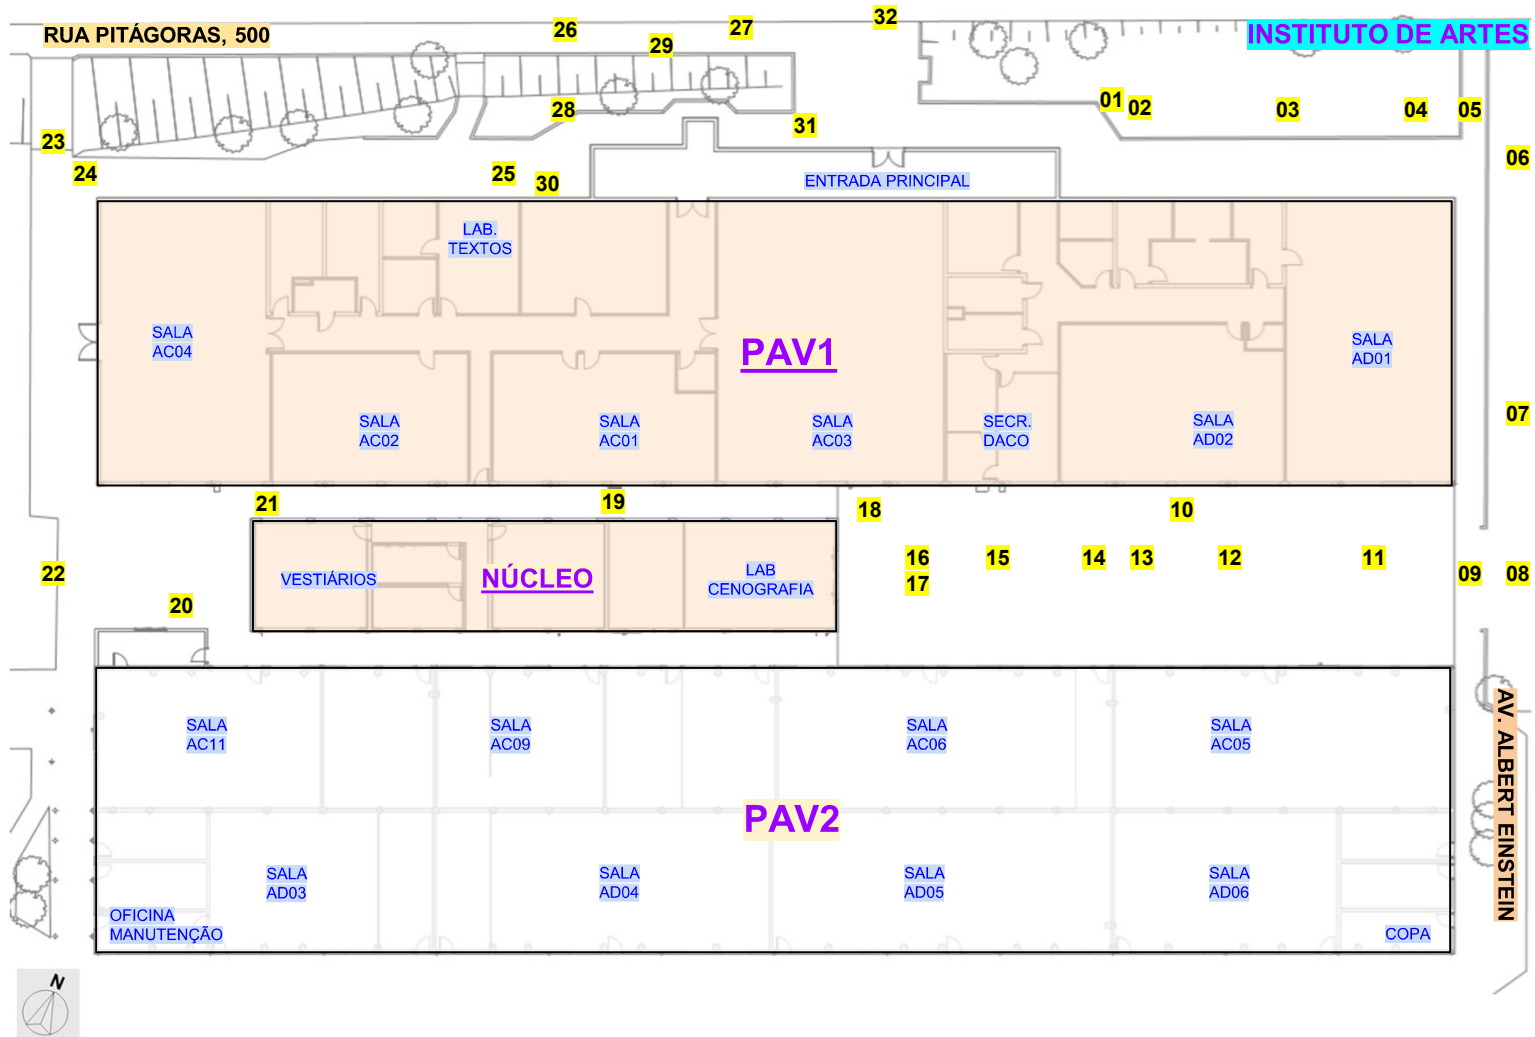 RUA PITÁGORAS, 500
26
27
32
INSTITUTO DE ARTES
29
28
31
01
02
03
04
05
23
24
25
30
06
ENTRADA PRINCIPAL
LAB.
TEXTOS
SALA
AC04
PAV1
SALA
AD01
SALA
AC02
SALA
AC01
SALA
AC03
SECR.
DACO
SALA
AD02
07
21
19
18
10
22
20
VESTIÁRIOS
NÚCLEO
LAB
CENOGRAFIA
16
17
15
14
13
12
11
09
08
SALA
AC11
SALA
AC09
SALA
AC06
SALA
AC05
AV. ALBERT EINSTEIN
PAV2
SALA
AD03
SALA
AD04
SALA
AD05
SALA
AD06
OFICINA
MANUTENÇÃO
COPA
N